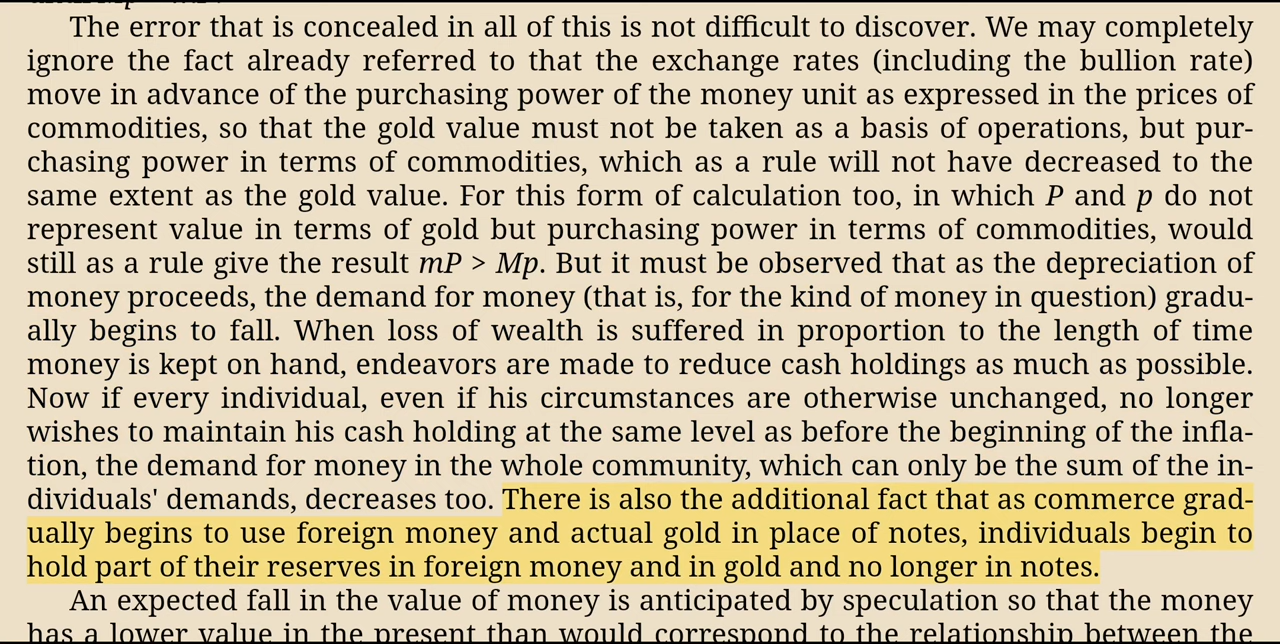 The error that is concealed in all of this is not difficult to discover. We may completely
ignore the fact already referred to that the exchange rates (including the bullion rate)
move in advance of the purchasing power of the money unit as expressed in the prices of
commodities, so that the gold value must not be taken as a basis of operations, but pur-
chasing power in terms of commodities, which as a rule will not have decreased to the
same extent as the gold value. For this form of calculation too, in which P and p do not
represent value in terms of gold but purchasing power in terms of commodities, would
still as a rule give the result mP > Mp. But it must be observed that as the depreciation of
money proceeds, the demand for money (that is, for the kind of money in question) gradu-
ally begins to fall. When loss of wealth is suffered in proportion to the length of time
money is kept on hand, endeavors are made to reduce cash holdings as much as possible.
Now if every individual, even if his circumstances are otherwise unchanged, no longer
wishes to maintain his cash holding at the same level as before the beginning of the infla-
tion, the demand for money in the whole community, which can only be the sum of the in-
dividuals' demands, decreases too. There is also the additional fact that as commerce grad-
ually begins to use foreign money and actual gold in place of notes, individuals begin to
hold part of their reserves in foreign money and in gold and no longer in notes.
An expected fall in the value of money is anticipated by speculation so that the money
has a lower value in the present than would correspond to the relationship between the